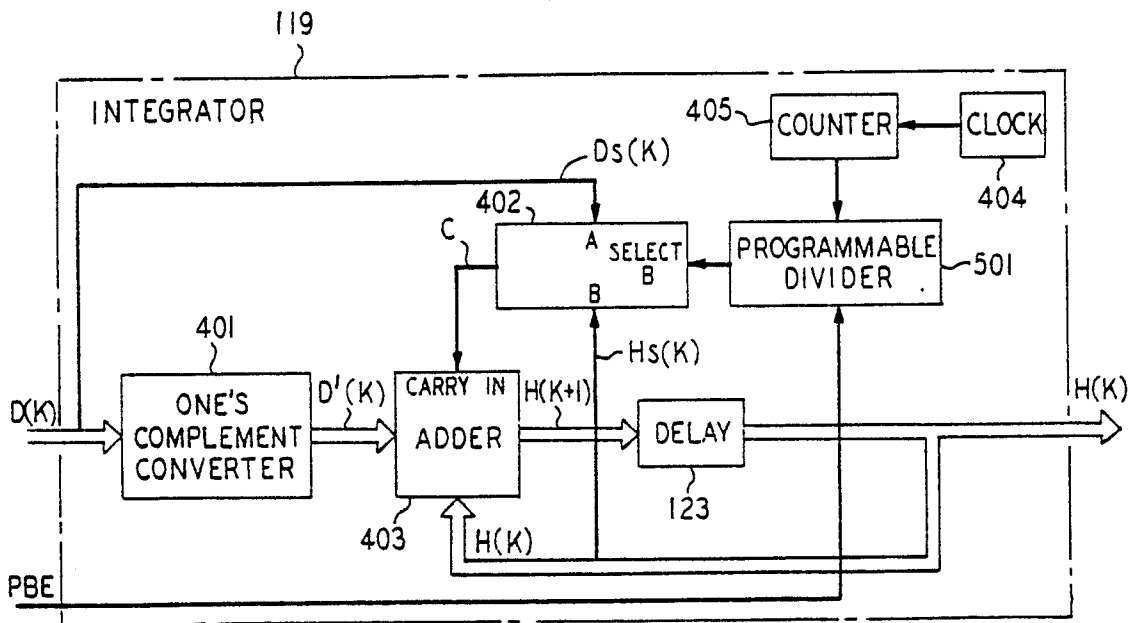 119
INTEGRATOR
405
COUNTER
CLOCK
404
Ds(K)
402
C
A
SELECT
B
B
PROGRAMMABLE
DIVIDER
501
401
Hs(K)
D(K)
ONE'S
COMPLEMENT
CONVERTER
D'(K)
CARRY IN
ADDER
H(K+1)
DELAY
H(K)
123
403
H(K)
PBE